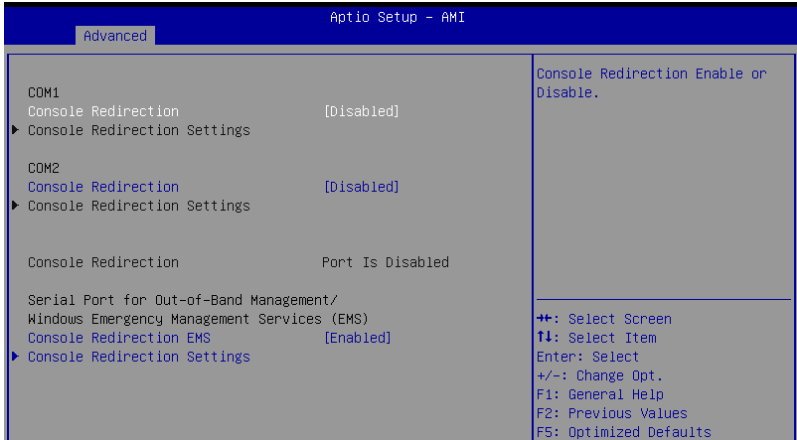 Aptio Setup – AMI
Advanced
COM1
Console Redirection [Disabled]
Console Redirection Settings
COM2
Console Redirection [Disabled]
Console Redirection Settings
Console Redirection Port Is Disabled
Serial Port for Out-of-Band Management/
Windows Emergency Management Services (EMS)
Console Redirection EMS [Enabled]
Console Redirection Settings
Console Redirection Enable or
Disable.
→←: Select Screen
↑↓: Select Item
Enter: Select
+/-: Change Opt.
F1: General Help
F2: Previous Values
F5: Optimized Defaults